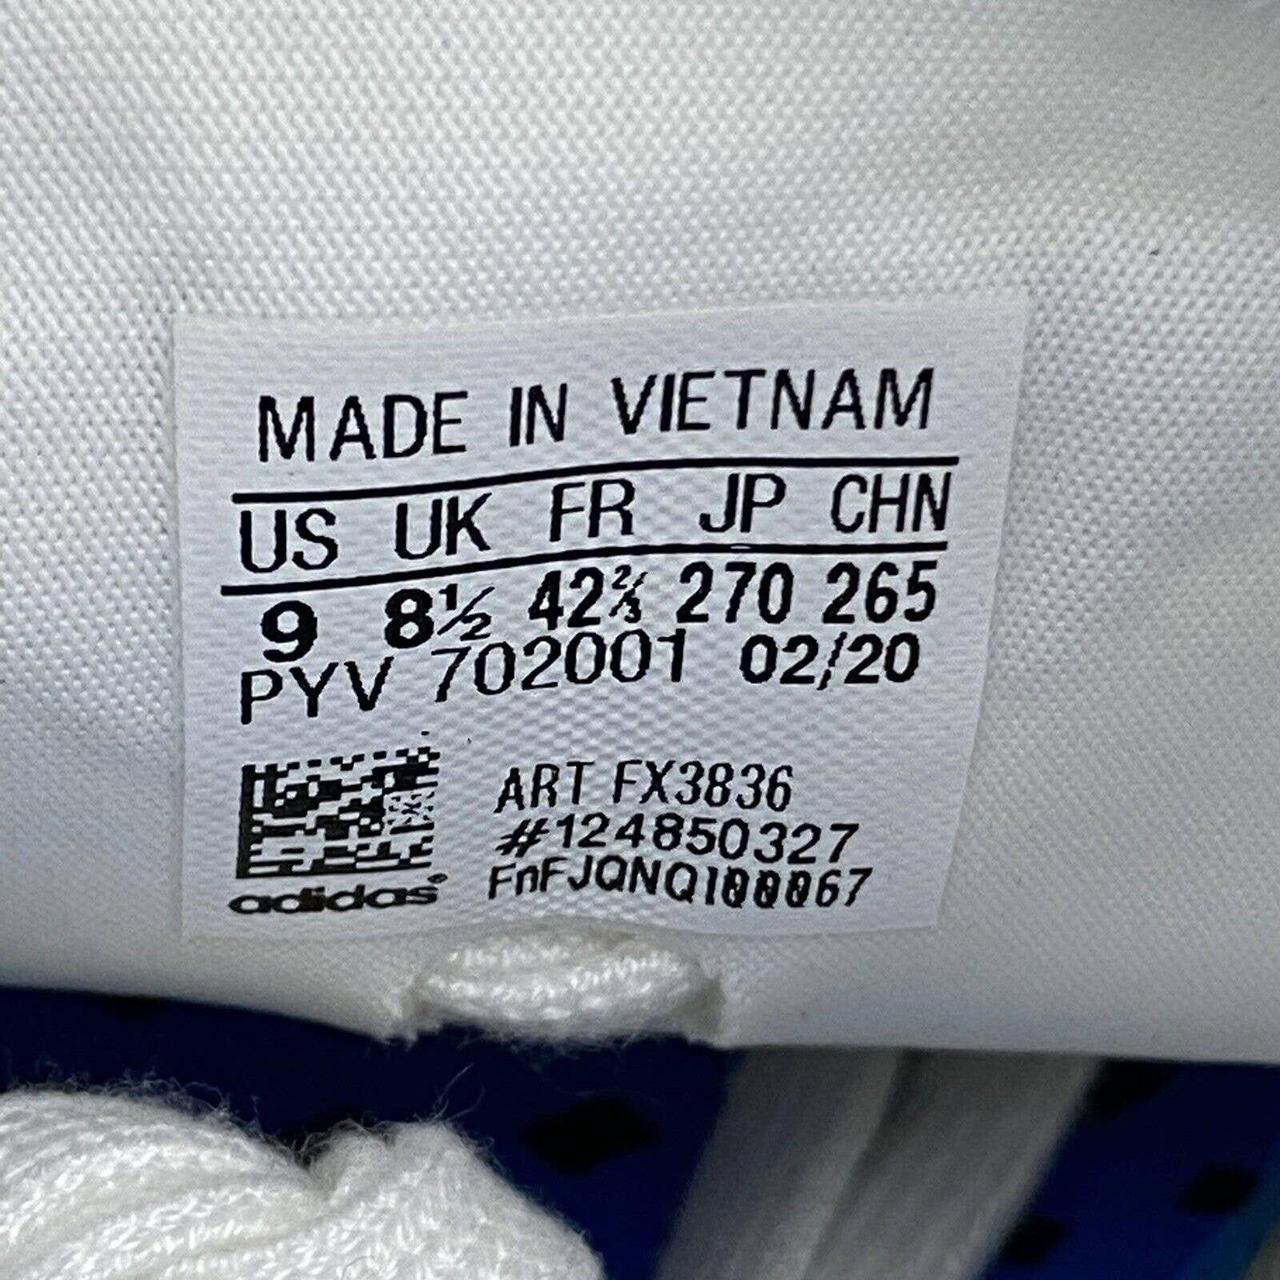 MADE IN VIETNAM
US UK FR JP CHN
9 8½ 42⅔ 270 265
PYV 702001 02/20
ART FX3836
#124850327
FnFJQNQ100067
adidas®